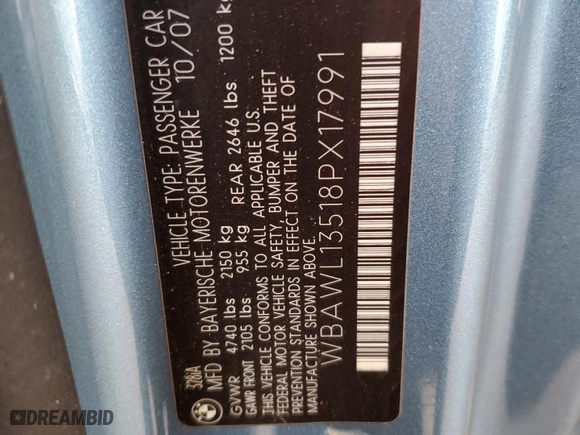 308A
VEHICLE TYPE: PASSENGER CAR
MFD BY BAYERISCHE MOTORENWERKE 10/07
GVWR 4740 lbs 2150 kg
GAWR FRONT 2105 lbs 955 kg REAR 2646 lbs 1200 kg
THIS VEHICLE CONFORMS TO ALL APPLICABLE U.S.
FEDERAL MOTOR VEHICLE SAFETY, BUMPER AND THEFT
PREVENTION STANDARDS IN EFFECT ON THE DATE OF
MANUFACTURE SHOWN ABOVE.
WBAWL13518PX17991
DREAMBID